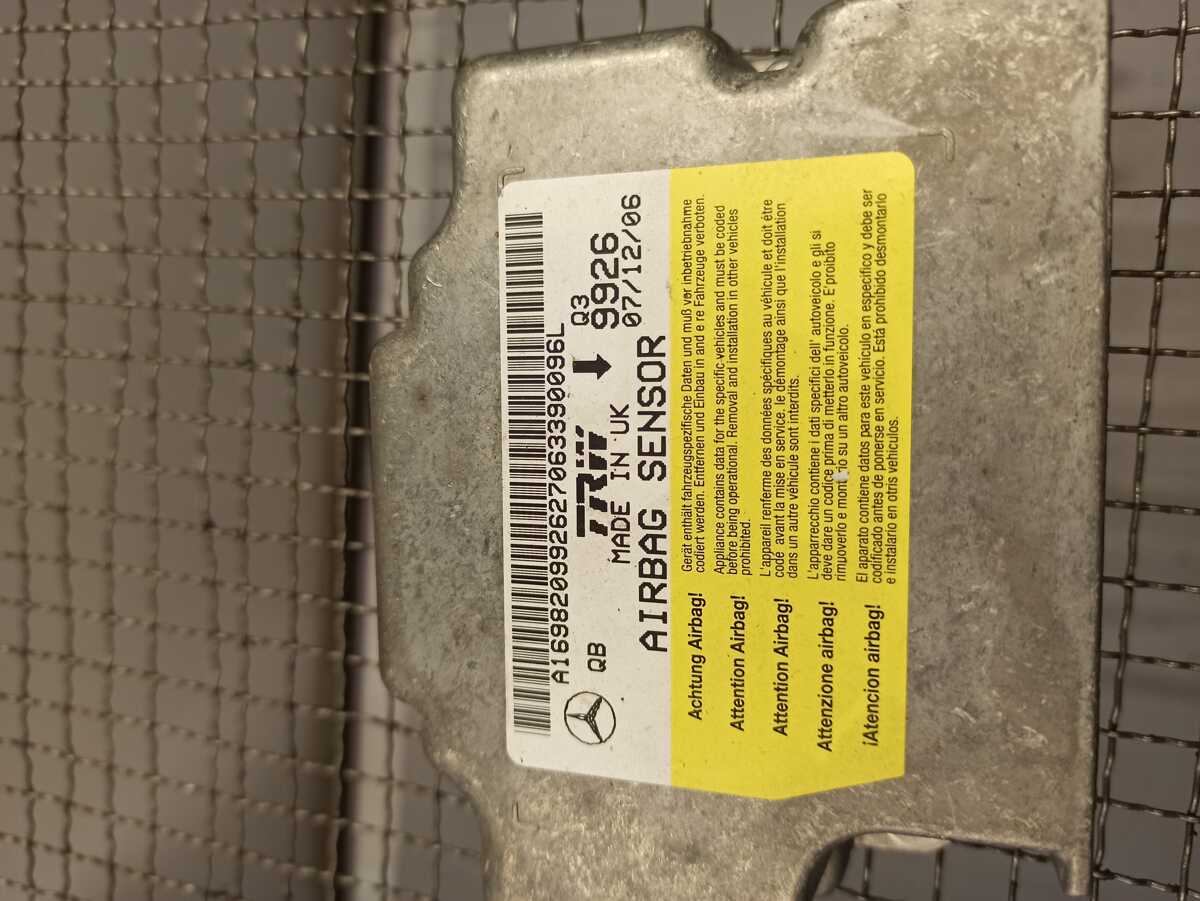 A1698209926270633900096L
QB
TRW
Q3
9926
MADE IN UK
07/12/06
AIRBAG SENSOR
Achtung Airbag!
Gerät enthält fahrzeugspezifische Daten und muß vor inbetriebnahme
codiert werden. Entfernen und Einbau in and e re Fahrzeuge verboten.
Attention Airbag!
Appliance contains data for the specific vehicles and must be coded
before being operational. Removal and installation in other vehicles
prohibited.
Attention Airbag!
L'appareil renferme des données spécifiques au véhicule et doit être
codé avant la mise en service. le démontage ainsi que l'installation
dans un autre véhicule sont interdits.
Attenzione airbag!
L'apparrecchio contiene i dati specifici dell' autoveicolo e gli si
deve dare un codice prima di metterlo in funzione. E'proibito
rimuoverlo e montarlo su un altro autoveicolo.
¡Atencion airbag!
El aparato contiene datos para este vehículo en específico y debe ser
codificado antes de ponerse en servicio. Está prohibido desmontarlo
e instalarlo en otris vehículos.